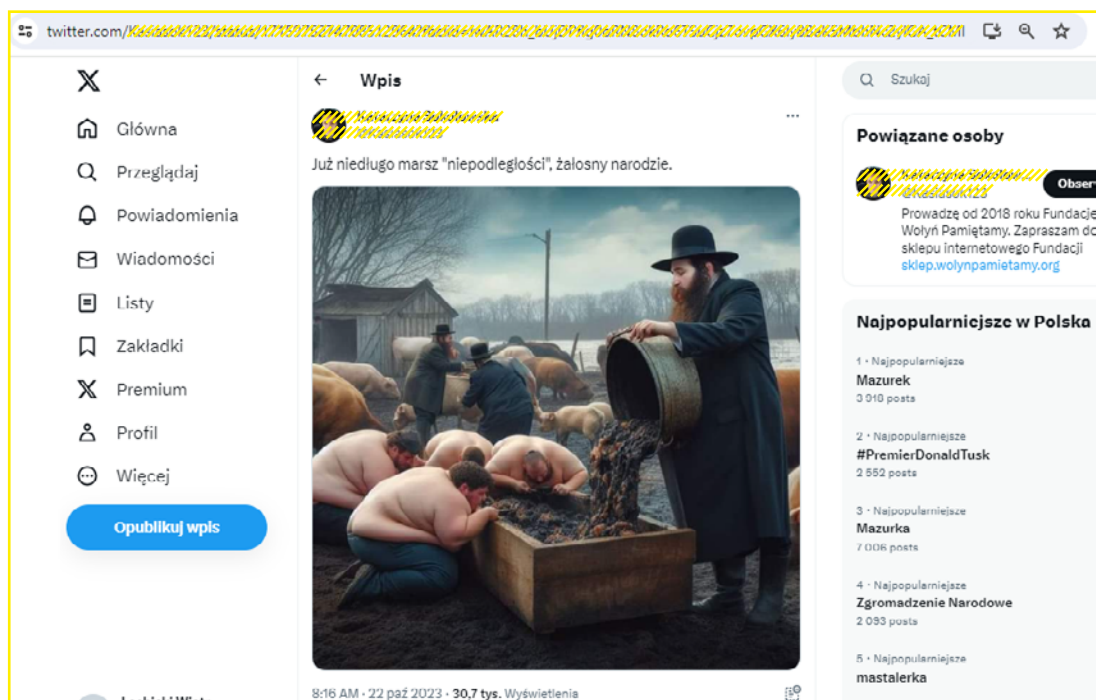 twitter.com/
Wpis
Szukaj
Główna
Przeglądaj
Powiadomienia
Wiadomości
Listy
Zakładki
Premium
Profil
Więcej
Opublikuj wpis
Już niedługo marsz "niepodległości", żałosny narodzie.
8:16 AM · 22 paź 2023 · 30,7 tys. Wyświetlenia
Powiązane osoby
Obser
Prowadzę od 2018 roku Fundację
Wołyń Pamiętamy. Zapraszam do
sklepu internetowego Fundacji
sklep.wolynpamietamy.org
Najpopularniejsze w Polska
1 · Najpopularniejsze
Mazurek
3 918 posts
2 · Najpopularniejsze
#PremierDonaldTusk
2 552 posts
3 · Najpopularniejsze
Mazurka
7 006 posts
4 · Najpopularniejsze
Zgromadzenie Narodowe
2 093 posts
5 · Najpopularniejsze
mastalerka